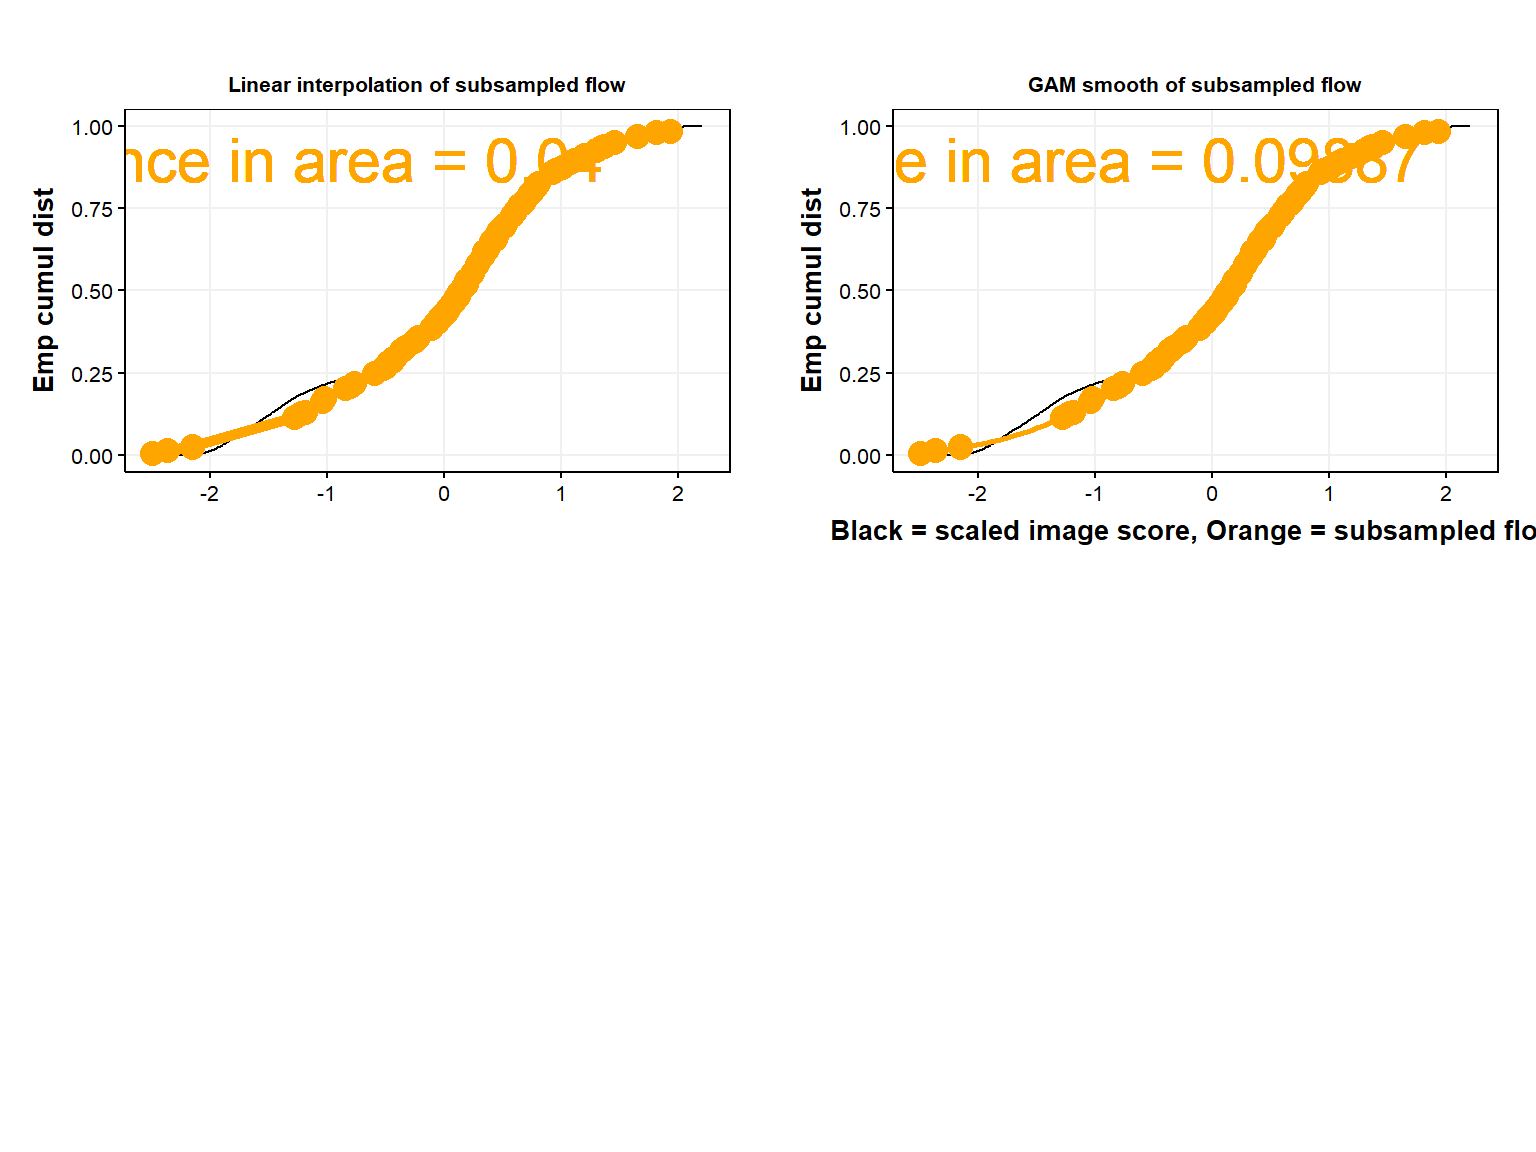 Linear interpolation of subsampled flow
nce in area =
1.00
0.75
0.50
0.25
0.00
Emp cumul dist
-2 -1 0 1 2
GAM smooth of subsampled flow
e in area = 0.09987
1.00
0.75
0.50
0.25
0.00
Emp cumul dist
-2 -1 0 1 2
Black = scaled image score, Orange = subsampled flo